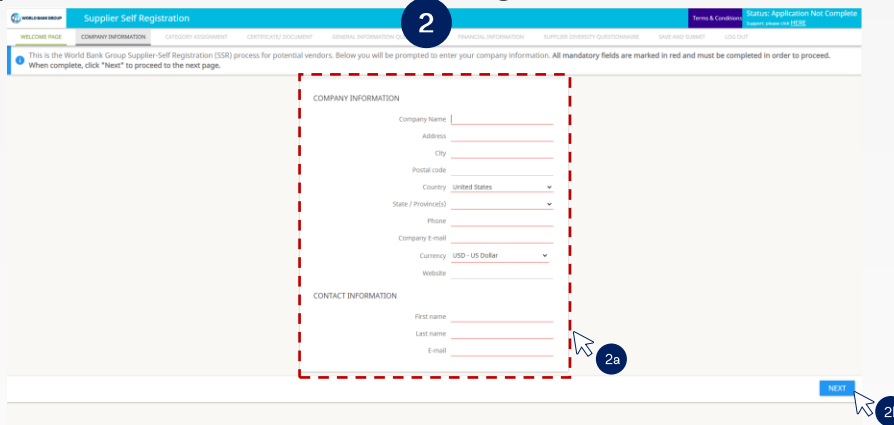 2
WORLD BANK GROUP
Supplier Self Registration
Terms & Conditions
Status: Application Not Complete
Support: please visit HERE
WELCOME PAGE COMPANY INFORMATION CATEGORY ASSIGNMENT CERTIFICATE/ DOCUMENT GENERAL INFORMATION FINANCIAL INFORMATION SUPPLIER DIVERSITY QUESTIONNAIRE SAVE AND SUBMIT LOG OUT
This is the World Bank Group Supplier-Self Registration (SSR) process for potential vendors. Below you will be prompted to enter your company information. All mandatory fields are marked in red and must be completed in order to proceed.
When complete, click "Next" to proceed to the next page.
COMPANY INFORMATION
Company Name
Address
City
Postal code
Country United States
State / Province(s)
Phone
Company E-mail
Currency USD - US Dollar
Website
CONTACT INFORMATION
First name
Last name
E-mail
2a
NEXT